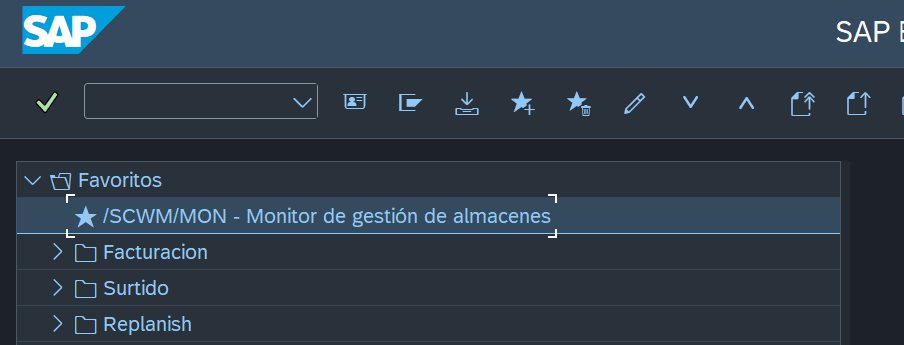 SAP
SAP E
Favoritos
/SCWM/MON - Monitor de gestión de almacenes
Facturacion
Surtido
Replanish